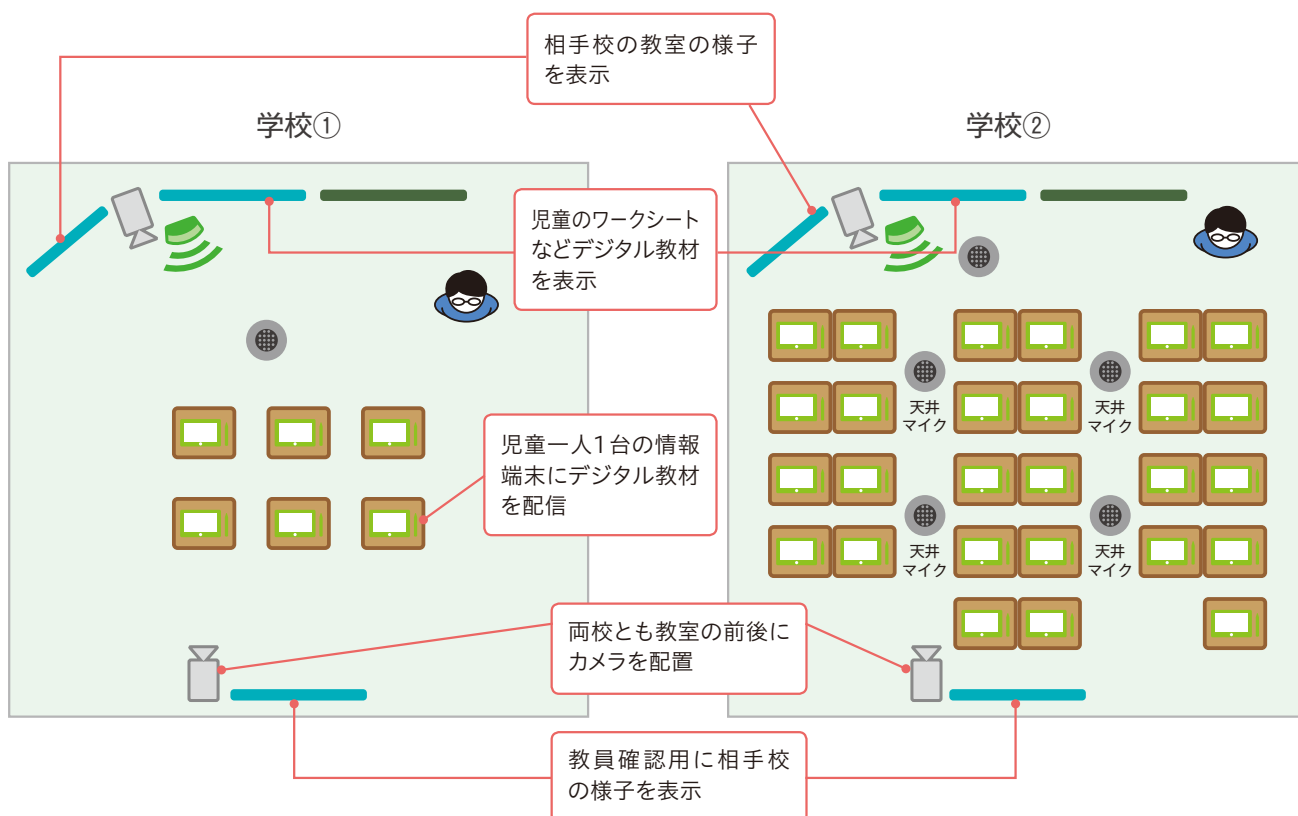 相手校の教室の様子
を表示
学校①
学校②
児童のワークシート
などデジタル教材
を表示
天井
マイク
天井
マイク
児童一人1台の情報
端末にデジタル教材
を配信
天井
マイク
天井
マイク
両校とも教室の前後に
カメラを配置
教員確認用に相手校
の様子を表示